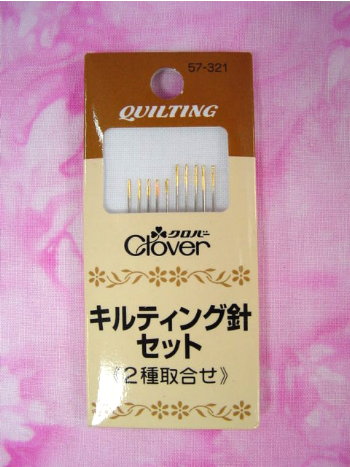 57-321
QUILTING
クロバー
Clover
キルティング針
セット
《2種取合せ》